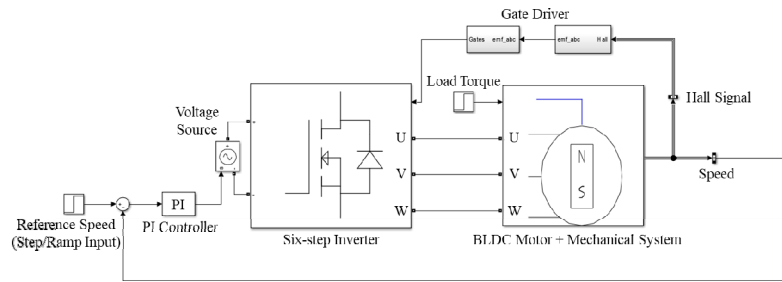 Gate Driver
Gates
emf_abc
emf_abc
Hall
Load Torque
Hall Signal
Voltage
Source
U
U
N
V
V
Speed
S
PI
W
W
Reference Speed
(Step/Ramp Input)
PI Controller
Six-step Inverter
BLDC Motor + Mechanical System